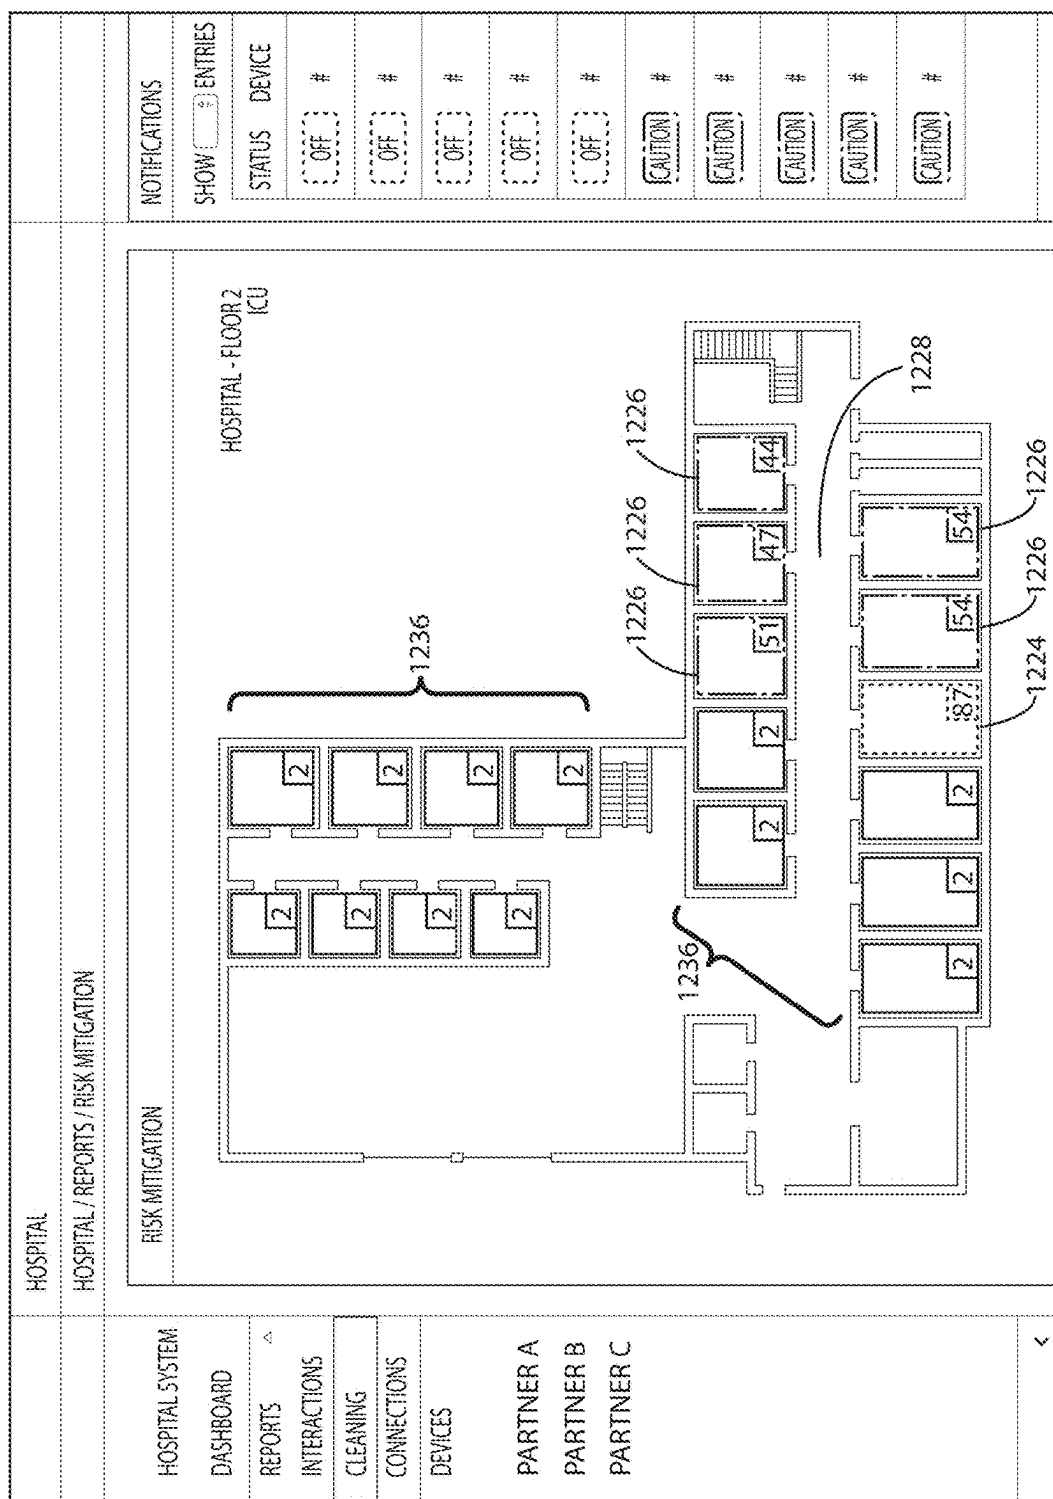 HOSPITAL
HOSPITAL / REPORTS / RISK MITIGATION
HOSPITAL SYSTEM
DASHBOARD
REPORTS
INTERACTIONS
CLEANING
CONNECTIONS
DEVICES
PARTNER A
PARTNER B
PARTNER C
<
RISK MITIGATION
HOSPITAL - FLOOR 2
ICU
2 2 2 2
2 2 2 2
1236
1236
1226 1226 1226
2 2 51 47 44
1228
2 2 2 87 54 54
1224 1226 1226
NOTIFICATIONS
SHOW ENTRIES
STATUS DEVICE
OFF #
OFF #
OFF #
OFF #
OFF #
CAUTION #
CAUTION #
CAUTION #
CAUTION #
CAUTION #